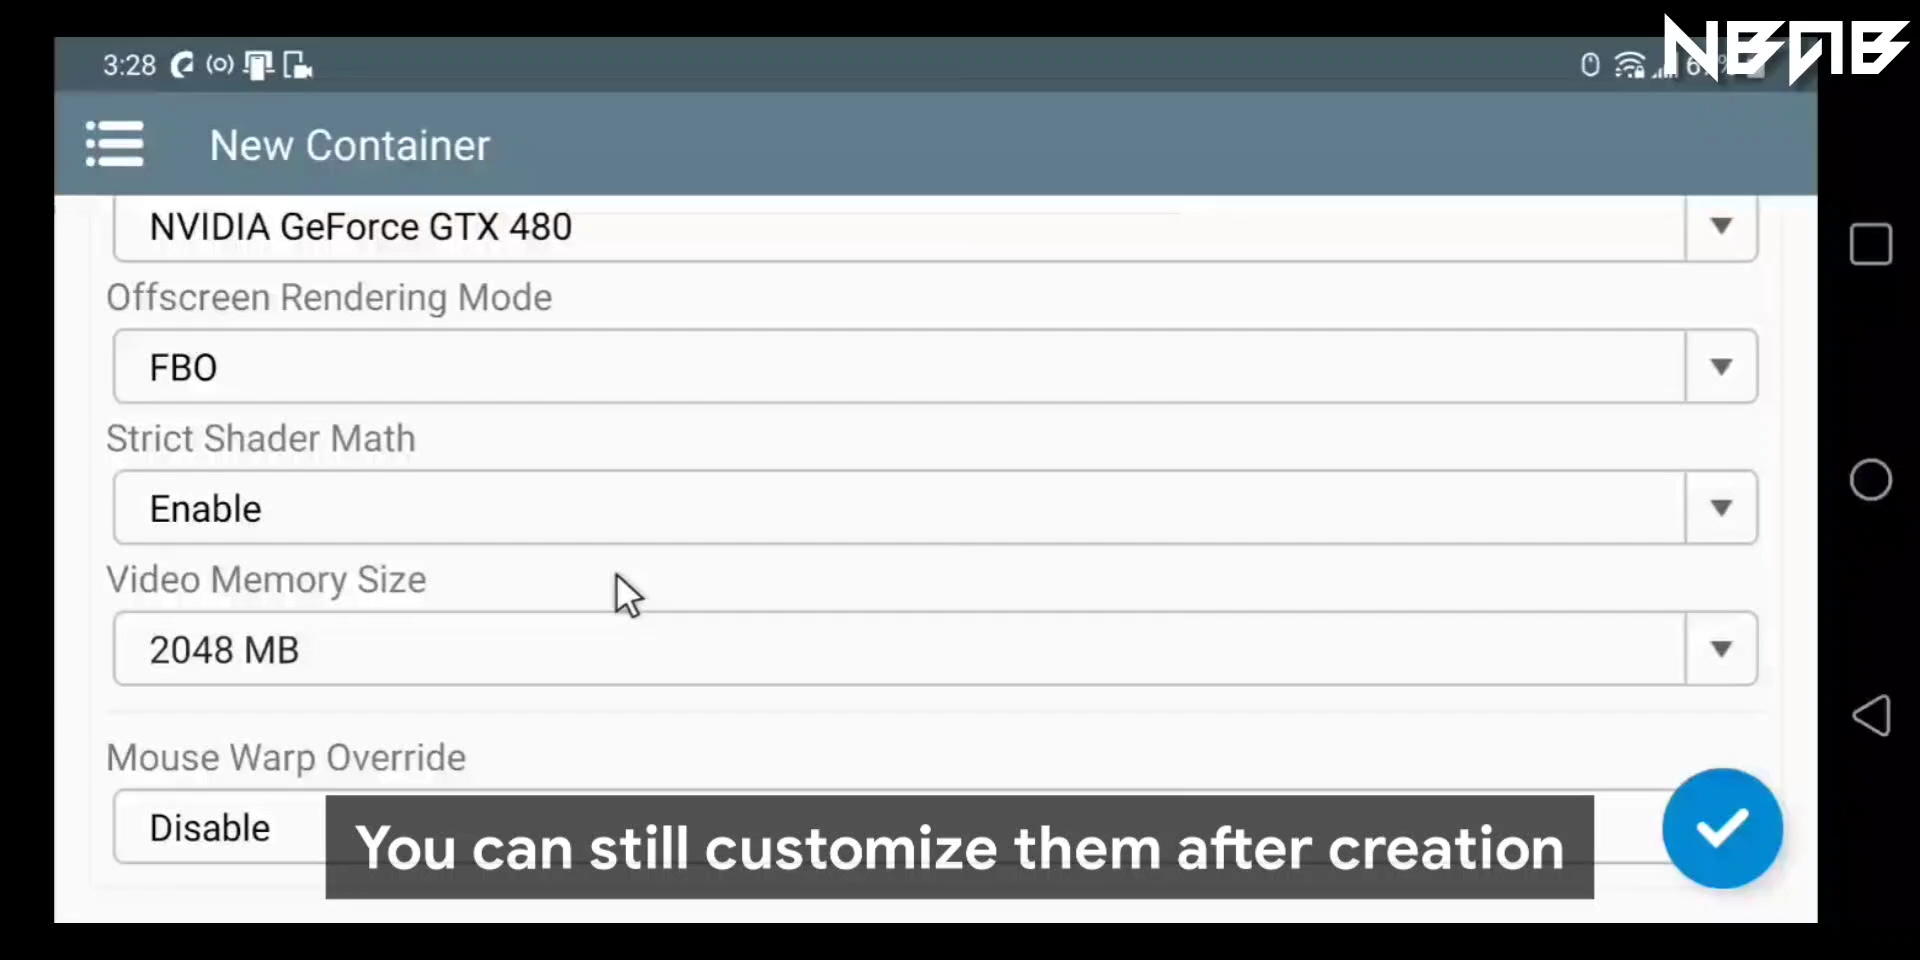 3:28
NBAB
New Container
NVIDIA GeForce GTX 480
Offscreen Rendering Mode
FBO
Strict Shader Math
Enable
Video Memory Size
2048 MB
Mouse Warp Override
Disable
You can still customize them after creation